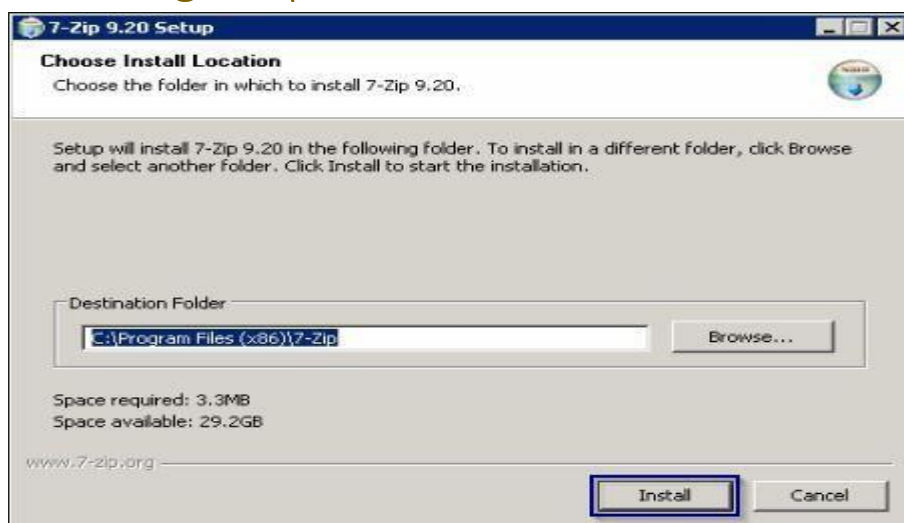 7-Zip 9.20 Setup
Choose Install Location
Choose the folder in which to install 7-Zip 9.20.
Setup will install 7-Zip 9.20 in the following folder. To install in a different folder, click Browse
and select another folder. Click Install to start the installation.
Destination Folder
C:\Program Files (x86)\7-Zip
Browse...
Space required: 3.3MB
Space available: 29.2GB
www.7-zip.org
Install
Cancel